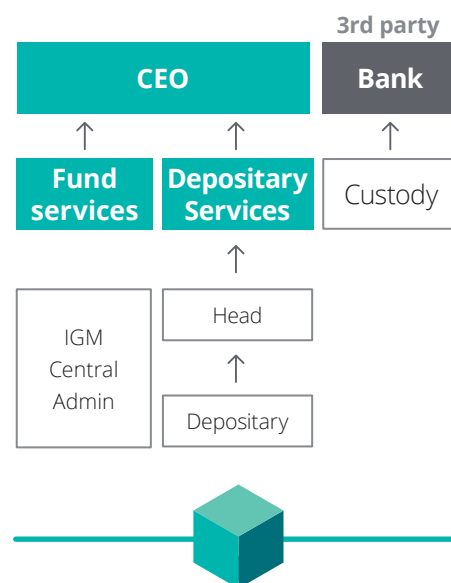 3rd party
CEO
Bank
Fund
services
Depositary
Services
Custody
IGM
Central
Admin
Head
Depositary